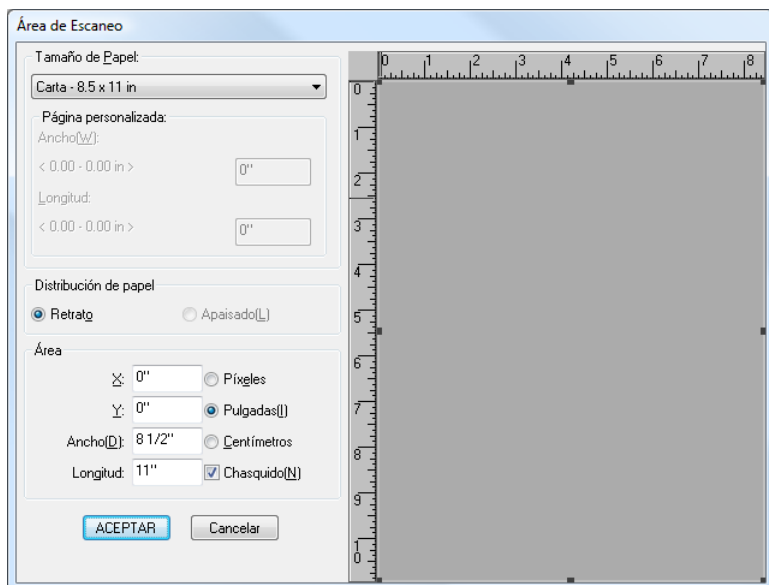 Área de Escaneo
Tamaño de Papel:
Carta - 8.5 x 11 in
Página personalizada:
Ancho(W):
< 0.00 - 0.00 in >
0"
Longitud:
< 0.00 - 0.00 in >
0"
Distribución de papel
Retrato
Apaisado(L)
Área
X: 0" Píxeles
Y: 0" Pulgadas(I)
Ancho(D): 8 1/2" Centímetros
Longitud: 11" Chasquido(N)
ACEPTAR Cancelar
0 1 2 3 4 5 6 7 8
0
1
2
3
4
5
6
7
8
9
10